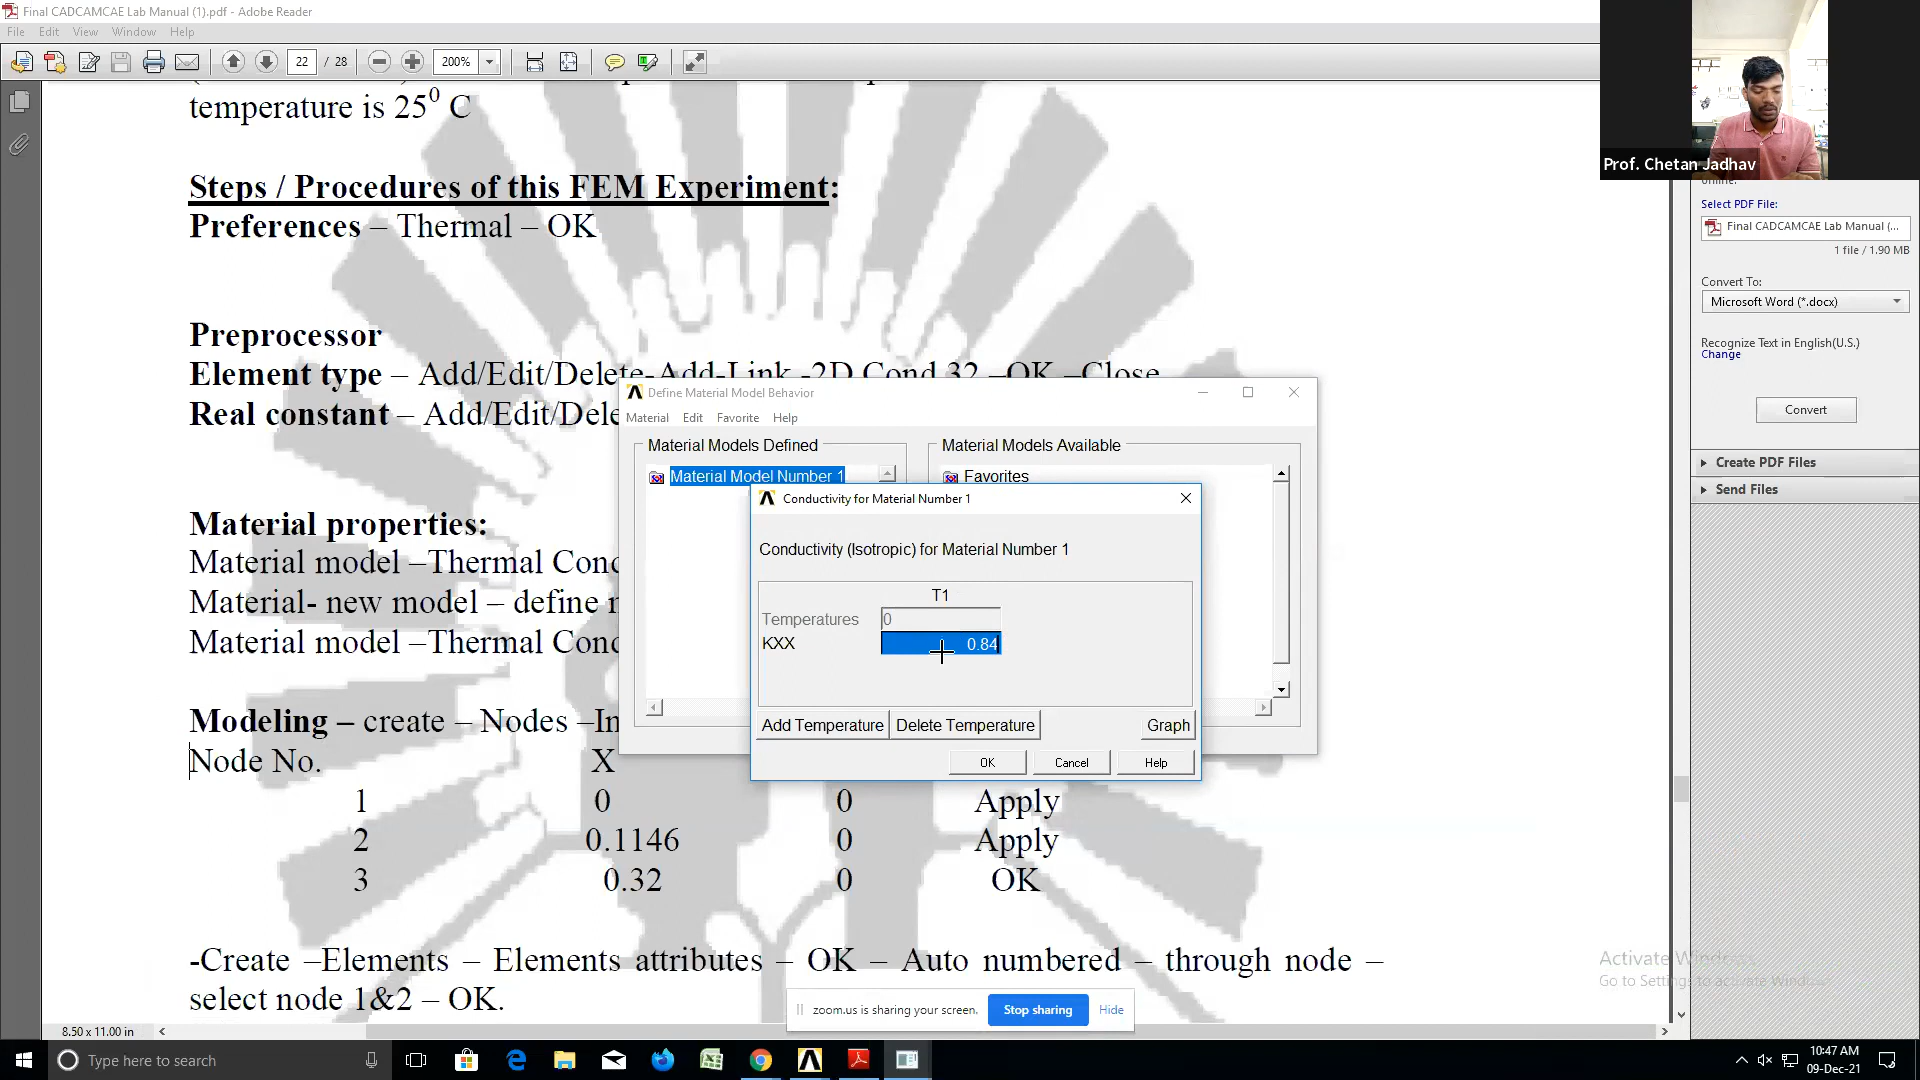 Final CADCAMCAE Lab Manual (1).pdf - Adobe Reader
File Edit View Window Help
22 / 28 200%
temperature is 25⁰ C
Steps / Procedures of this FEM Experiment:
Preferences – Thermal – OK
Preprocessor
Element type – Add/Edit/Delete-Add-Link -2D Cond 32 –OK –Close
Real constant – Add/Edit/Dele
Material properties:
Material model –Thermal Cond
Material- new model – define
Material model –Thermal Cond
Modeling – create – Nodes –In
Node No. X
1 0 0 Apply
2 0.1146 0 Apply
3 0.32 0 OK
-Create –Elements – Elements attributes – OK – Auto numbered – through node –
select node 1&2 – OK.
8.50 x 11.00 in
Define Material Model Behavior
Material Edit Favorite Help
Material Models Defined
Material Models Available
Material Model Number 1
Favorites
Conductivity for Material Number 1
Conductivity (Isotropic) for Material Number 1
T1
Temperatures 0
KXX 0.84
Add Temperature Delete Temperature Graph
OK Cancel Help
Prof. Chetan Jadhav
online.
Select PDF File:
Final CADCAMCAE Lab Manual (...
1 file / 1.90 MB
Convert To:
Microsoft Word (*.docx)
Recognize Text in English(U.S.)
Change
Convert
Create PDF Files
Send Files
Activate Windows
Go to Settings to activate Windows.
zoom.us is sharing your screen. Stop sharing Hide
Type here to search
10:47 AM
09-Dec-21